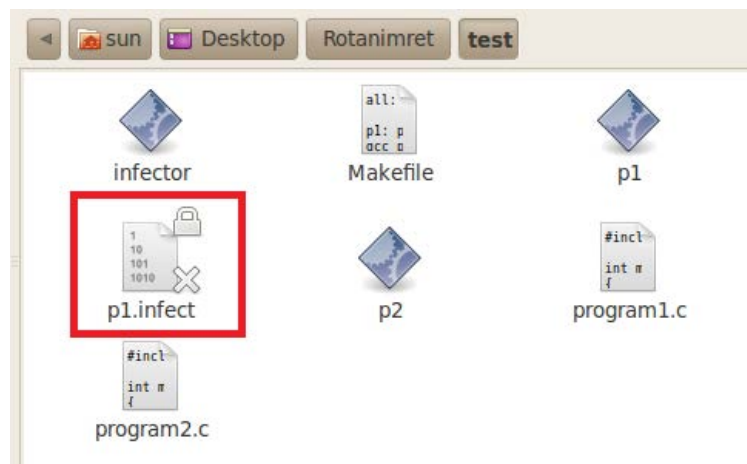 sun Desktop Rotanimret test
all:
p1: p
infector Makefile p1
1
10
101
1010
#incl
int m
{
p1.infect p2 program1.c
#incl
int m
{
program2.c